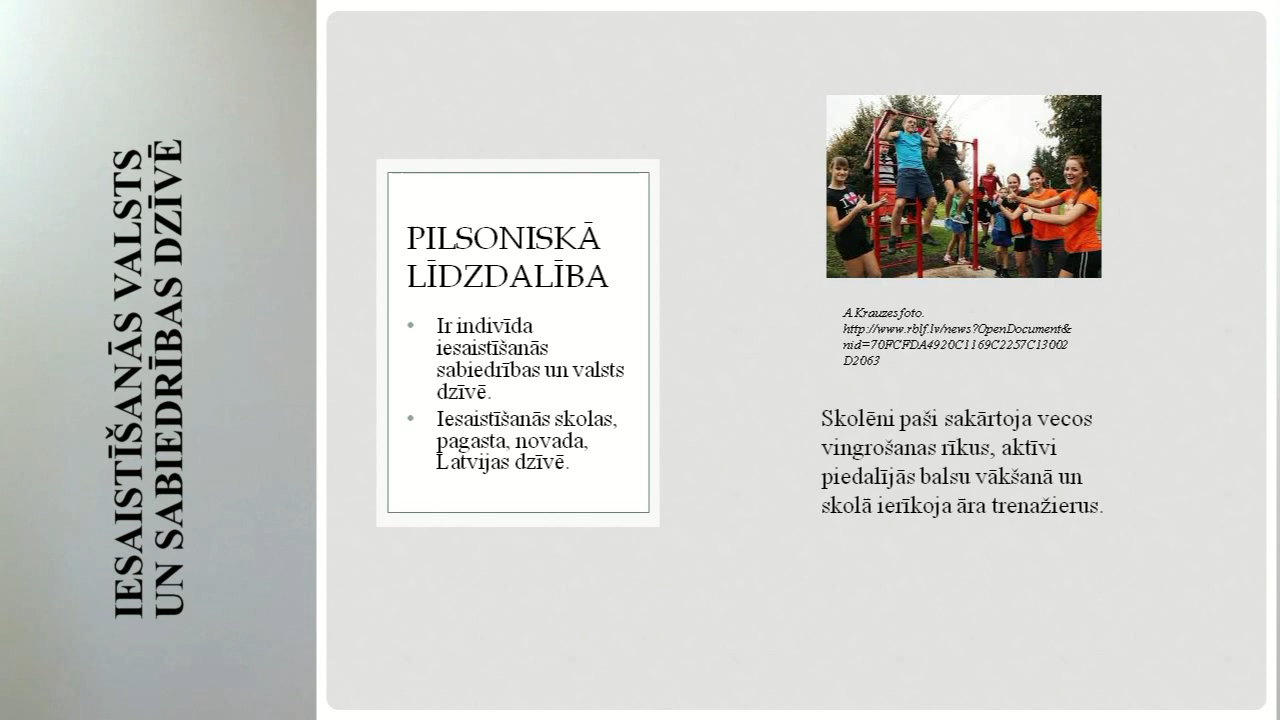 IESAISTĪŠANĀS VALSTS
UN SABIEDRĪBAS DZĪVĒ
PILSONISKĀ
LĪDZDALĪBA
• Ir indivīda
iesaistīšanās
sabiedrības un valsts
dzīvē.
• Iesaistīšanās skolas,
pagasta, novada,
Latvijas dzīvē.
A Krauzes foto.
http://www.rblf.lv/news?OpenDocument&
nid=70FCFDA4920C1169C2257C13002
D2063
Skolēni paši sakārtoja vecos
vingrošanas rīkus, aktīvi
piedalījās balsu vākšanā un
skolā ierīkoja āra trenažierus.